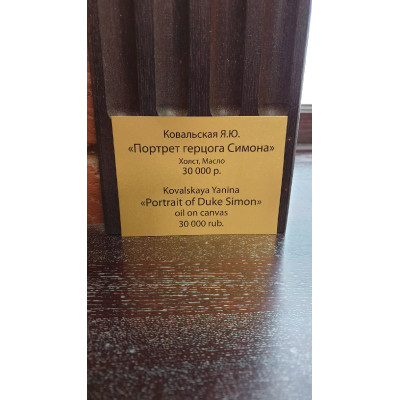 Ковальская Я.Ю.
«Портрет герцога Симона»
Холст, Масло
30 000 р.
Kovalskaya Yanina
«Portrait of Duke Simon»
oil on canvas
30 000 rub.